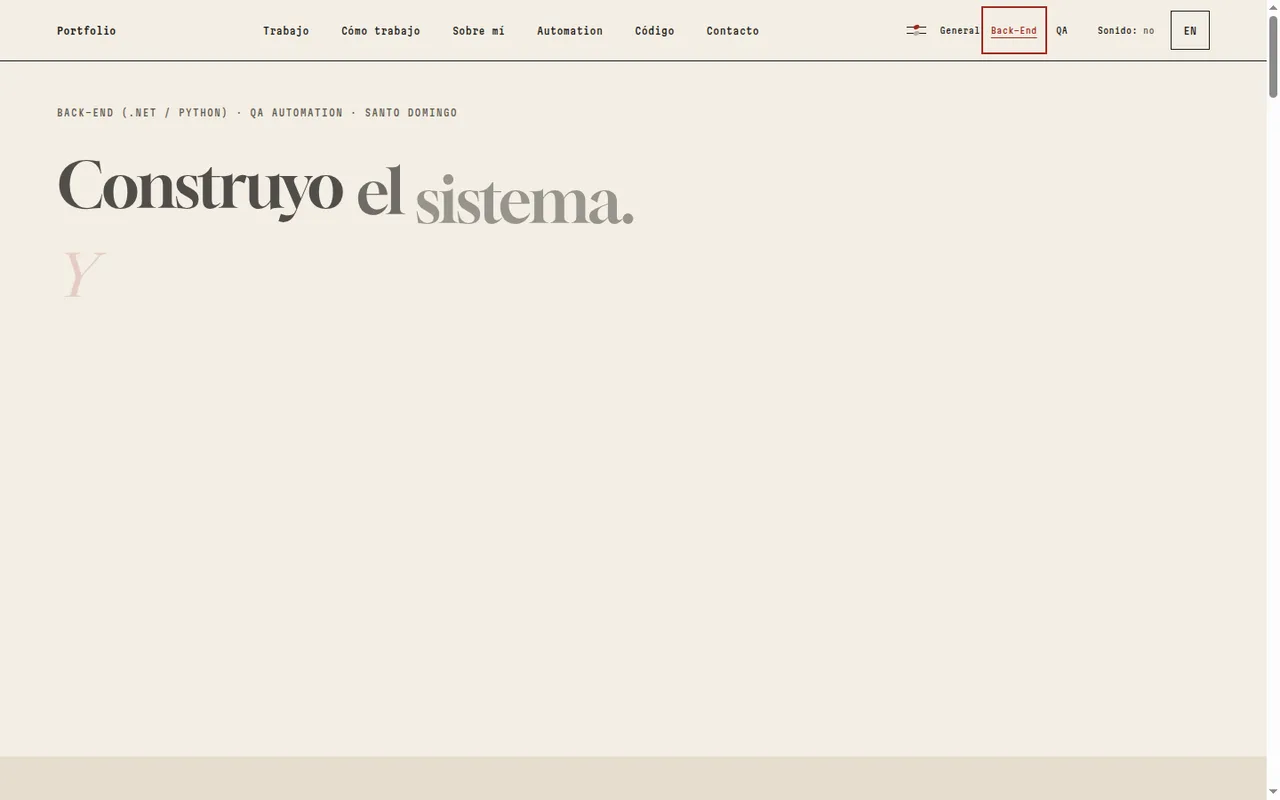 Portfolio Trabajo Cómo trabajo Sobre mí Automation Código Contacto General Back-End QA Sonido: no EN
BACK-END (.NET / PYTHON) · QA AUTOMATION · SANTO DOMINGO
Construyo el sistema.
Y